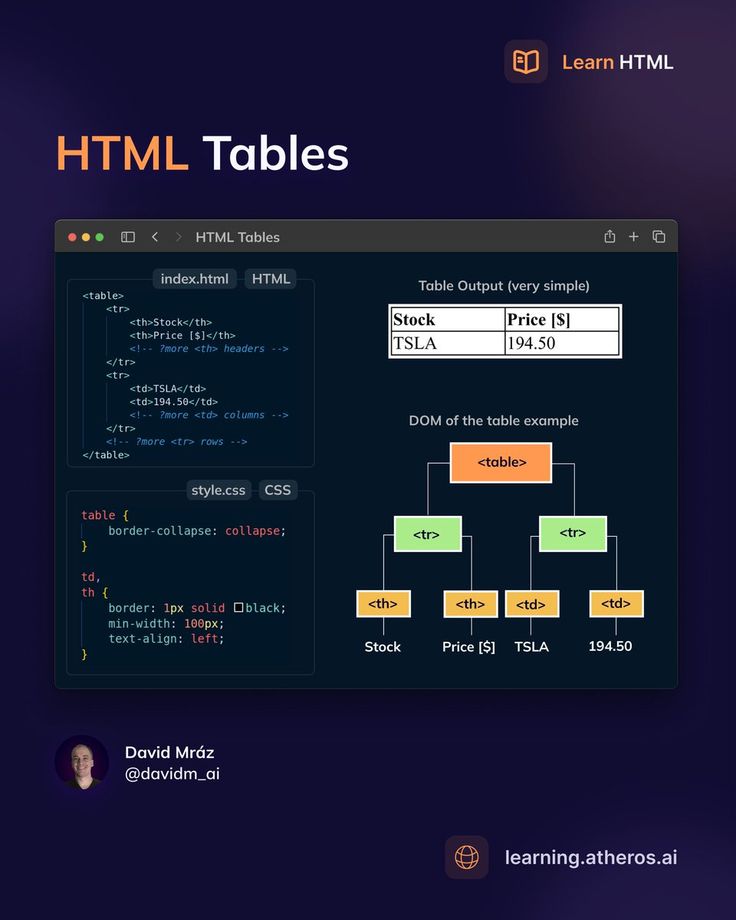 Learn HTML
HTML Tables
HTML Tables
index.html HTML
<table>
    <tr>
        <th>Stock</th>
        <th>Price [$]</th>
        <!-- ?more <th> headers -->
    </tr>
    <tr>
        <td>TSLA</td>
        <td>194.50</td>
        <!-- ?more <td> columns -->
    </tr>
    <!-- ?more <tr> rows -->
</table>
style.css CSS
table {
    border-collapse: collapse;
}
td,
th {
    border: 1px solid black;
    min-width: 100px;
    text-align: left;
}
Table Output (very simple)
Stock Price [$]
TSLA 194.50
DOM of the table example
<table>
<tr> <tr>
<th> <th> <td> <td>
Stock Price [$] TSLA 194.50
David Mráz
@davidm_ai
learning.atheros.ai